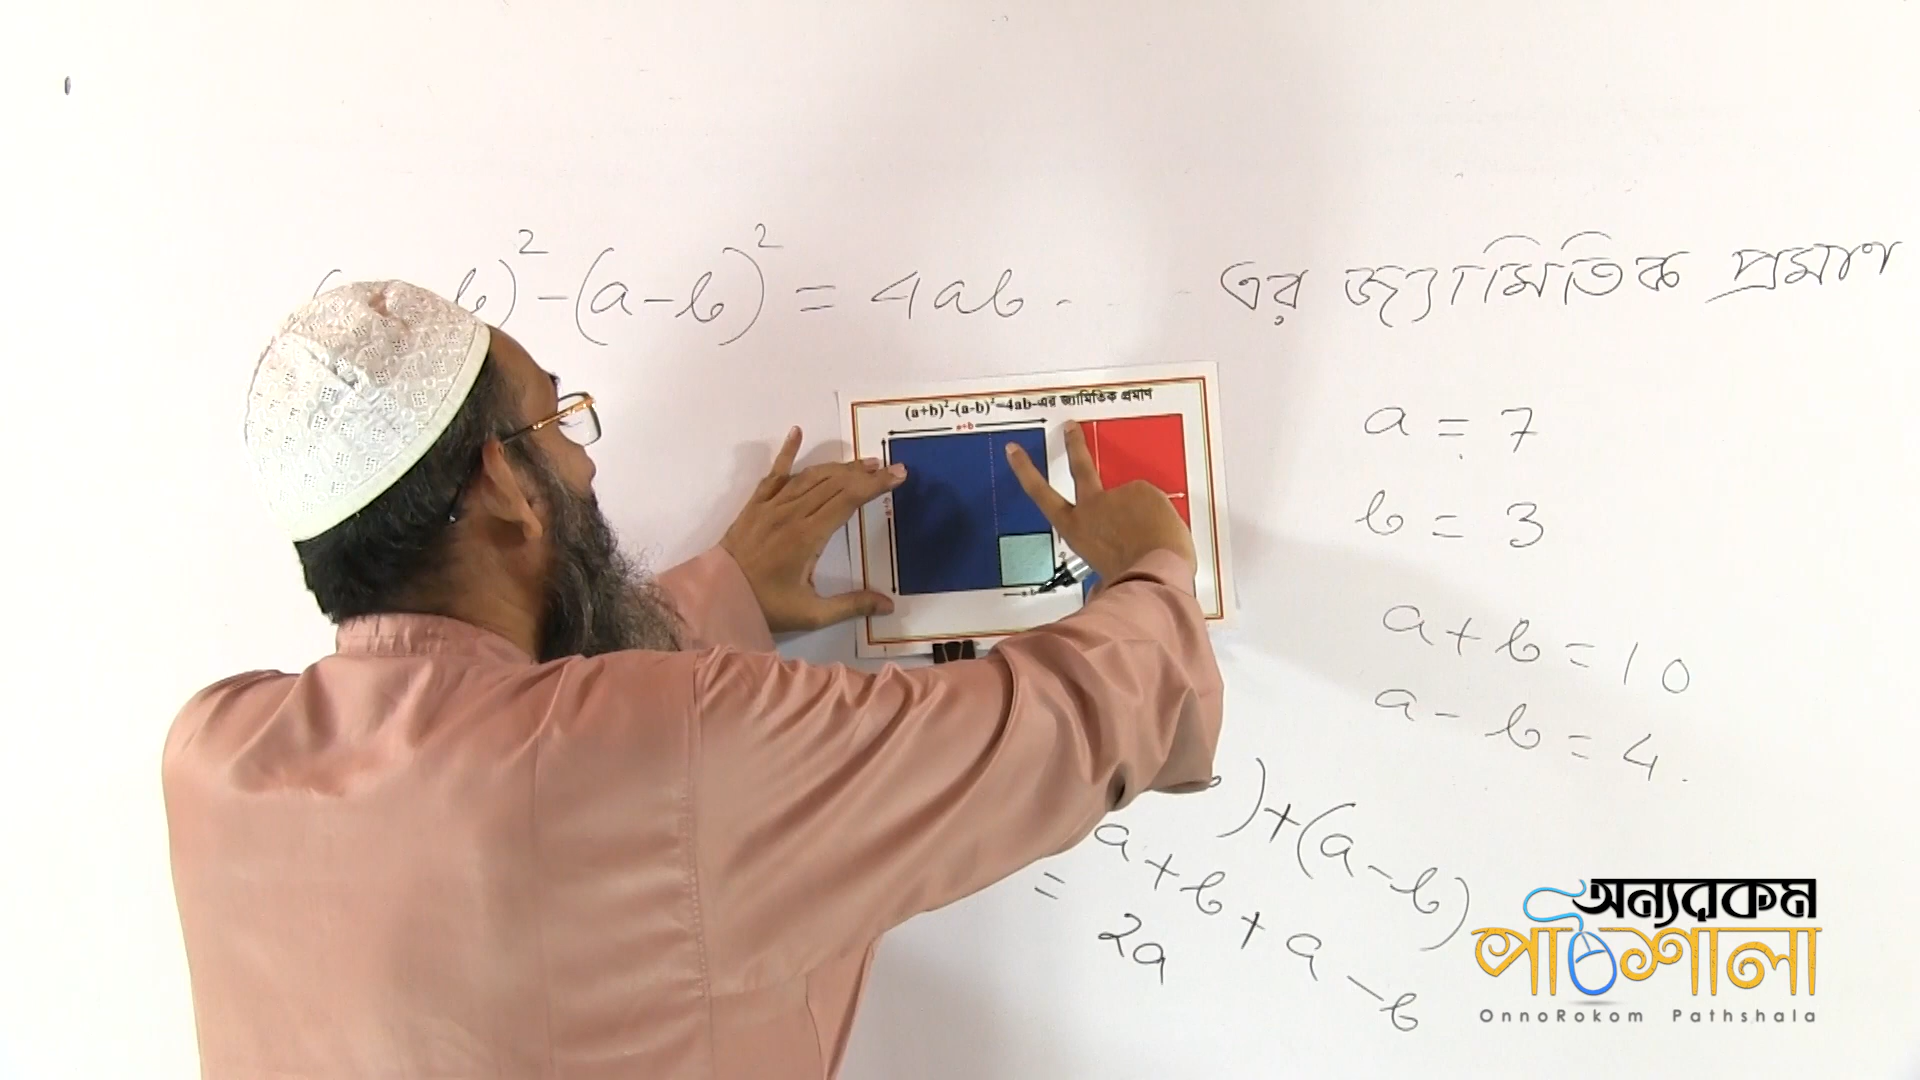 b)²-(a-b)² = 4ab. এর জ্যামিতিক প্রমাণ
(a+b)²-(a-b)²=4ab-এর জ্যামিতিক প্রমাণ
a+b
a = 7
b = 3
a+b = 10
a-b = 4.
)+(a-b)
= a+b+a-b
2a
অন্যরকম
পাঠশালা
OnnoRokom Pathshala